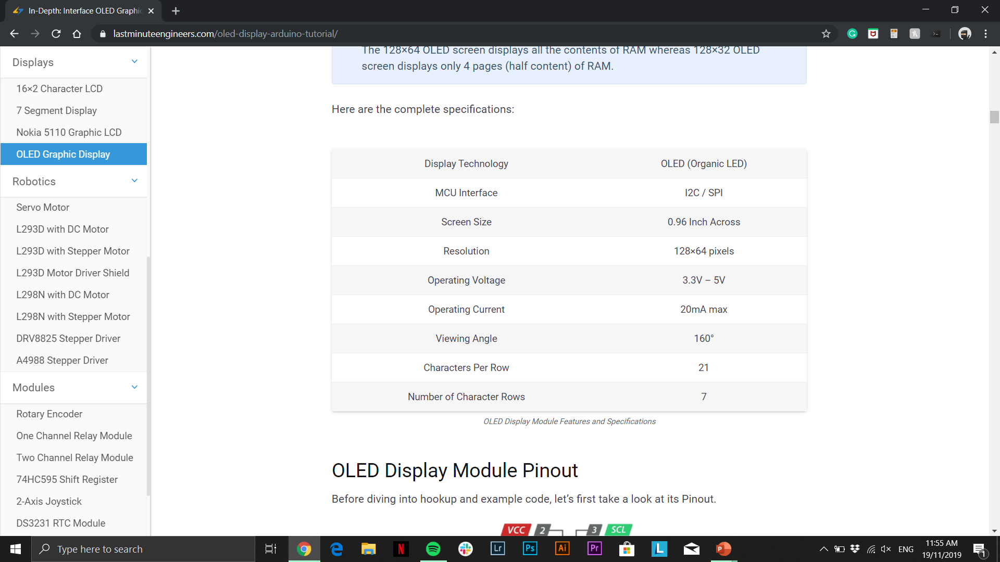 In-Depth: Interface OLED Graphic
lastminuteengineers.com/oled-display-arduino-tutorial/
Displays
16×2 Character LCD
7 Segment Display
Nokia 5110 Graphic LCD
OLED Graphic Display
Robotics
Servo Motor
L293D with DC Motor
L293D with Stepper Motor
L293D Motor Driver Shield
L298N with DC Motor
L298N with Stepper Motor
DRV8825 Stepper Driver
A4988 Stepper Driver
Modules
Rotary Encoder
One Channel Relay Module
Two Channel Relay Module
74HC595 Shift Register
2-Axis Joystick
DS3231 RTC Module
The 128×64 OLED screen displays all the contents of RAM whereas 128×32 OLED
screen displays only 4 pages (half content) of RAM.
Here are the complete specifications:
Display Technology OLED (Organic LED)
MCU Interface I2C / SPI
Screen Size 0.96 Inch Across
Resolution 128×64 pixels
Operating Voltage 3.3V – 5V
Operating Current 20mA max
Viewing Angle 160°
Characters Per Row 21
Number of Character Rows 7
OLED Display Module Features and Specifications
OLED Display Module Pinout
Before diving into hookup and example code, let’s first take a look at its Pinout.
VCC 2 3 SCL
Type here to search
N Lr Ps Ai Pr L P
ENG
11:55 AM
19/11/2019
1